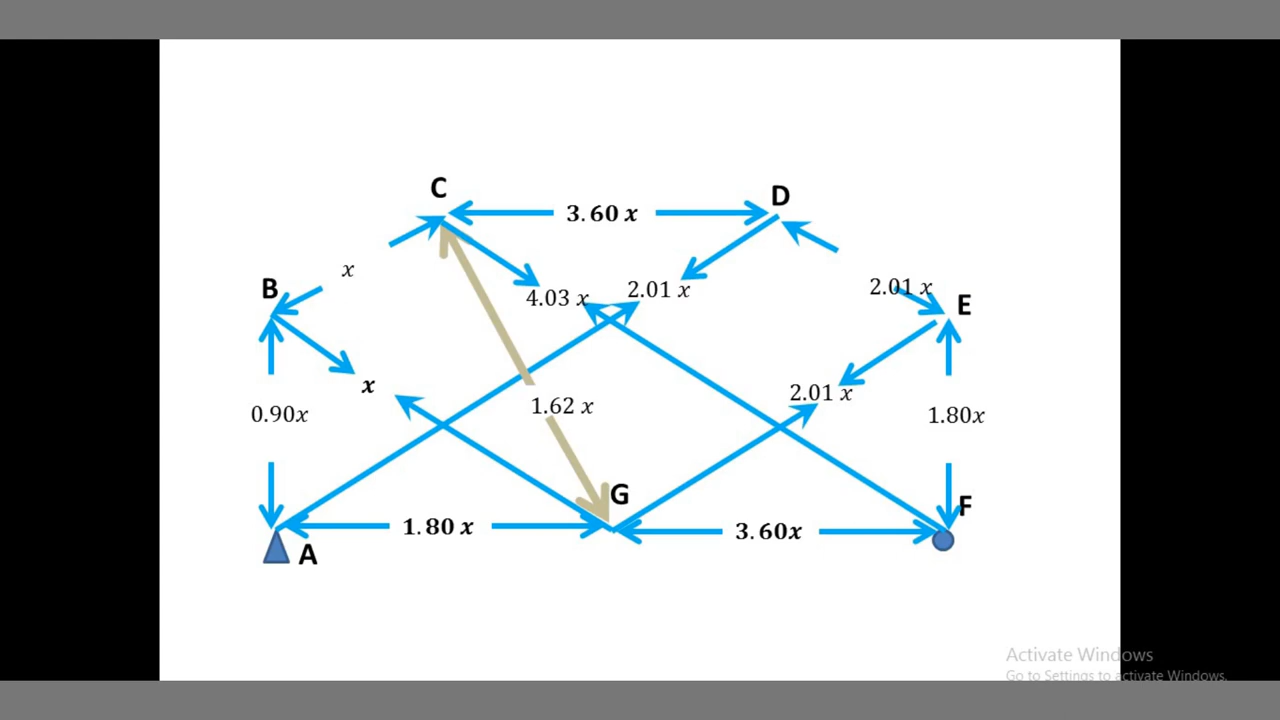 C
D
3.60 x
B
x
4.03 x
2.01 x
2.01 x
E
x
0.90x
1.62 x
2.01 x
1.80x
G
F
1.80 x
3.60x
A
Activate Windows
Go to Settings to activate Windows.